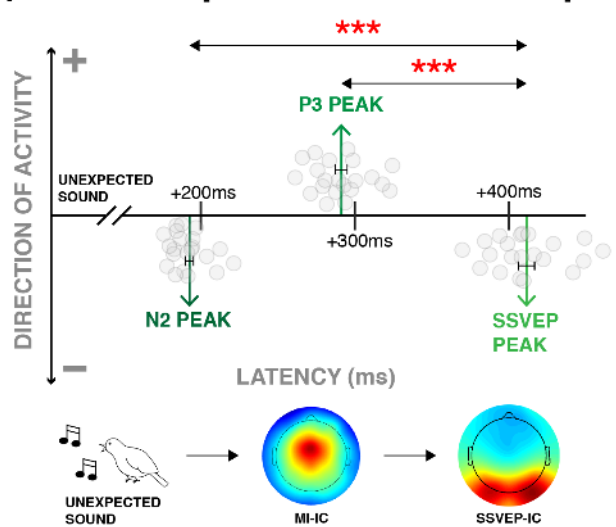 ***
***
+
P3 PEAK
UNEXPECTED
SOUND
+200ms
+400ms
+300ms
DIRECTION OF ACTIVITY
N2 PEAK
SSVEP
PEAK
−
LATENCY (ms)
UNEXPECTED
SOUND
MI-IC
SSVEP-IC